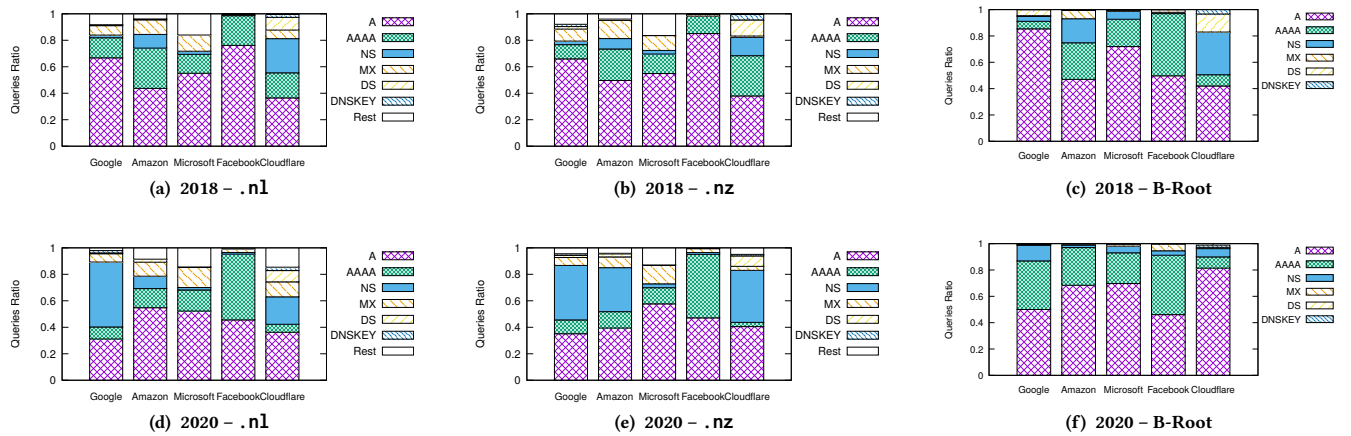 Queries Ratio
1
0.8
0.6
0.4
0.2
0
Google Amazon Microsoft Facebook Cloudflare
A
AAAA
NS
MX
DS
DNSKEY
Rest
(a) 2018 – .nl
Queries Ratio
1
0.8
0.6
0.4
0.2
0
Google Amazon Microsoft Facebook Cloudflare
A
AAAA
NS
MX
DS
DNSKEY
Rest
(b) 2018 – .nz
Queries Ratio
1
0.8
0.6
0.4
0.2
0
Google Amazon Microsoft Facebook Cloudflare
A
AAAA
NS
MX
DS
DNSKEY
(c) 2018 – B-Root
Queries Ratio
1
0.8
0.6
0.4
0.2
0
Google Amazon Microsoft Facebook Cloudflare
A
AAAA
NS
MX
DS
DNSKEY
Rest
(d) 2020 – .nl
Queries Ratio
1
0.8
0.6
0.4
0.2
0
Google Amazon Microsoft Facebook Cloudflare
A
AAAA
NS
MX
DS
DNSKEY
Rest
(e) 2020 – .nz
Queries Ratio
1
0.8
0.6
0.4
0.2
0
Google Amazon Microsoft Facebook Cloudflare
A
AAAA
NS
MX
DS
DNSKEY
(f) 2020 – B-Root